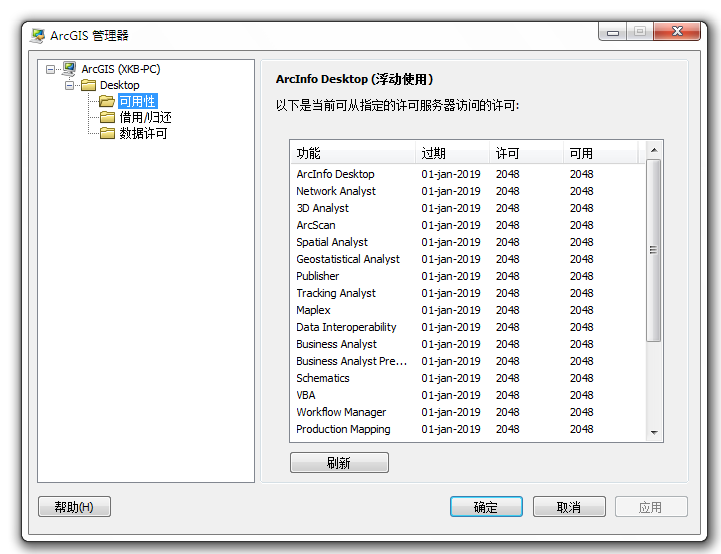 ArcGIS 管理器
ArcGIS (XKB-PC)
Desktop
可用性
借用/归还
数据许可
ArcInfo Desktop (浮动使用)
以下是当前可从指定的许可服务器访问的许可:
功能 过期 许可 可用
ArcInfo Desktop 01-jan-2019 2048 2048
Network Analyst 01-jan-2019 2048 2048
3D Analyst 01-jan-2019 2048 2048
ArcScan 01-jan-2019 2048 2048
Spatial Analyst 01-jan-2019 2048 2048
Geostatistical Analyst 01-jan-2019 2048 2048
Publisher 01-jan-2019 2048 2048
Tracking Analyst 01-jan-2019 2048 2048
Maplex 01-jan-2019 2048 2048
Data Interoperability 01-jan-2019 2048 2048
Business Analyst 01-jan-2019 2048 2048
Business Analyst Pre... 01-jan-2019 2048 2048
Schematics 01-jan-2019 2048 2048
VBA 01-jan-2019 2048 2048
Workflow Manager 01-jan-2019 2048 2048
Production Mapping 01-jan-2019 2048 2048
刷新
帮助(H) 确定 取消 应用